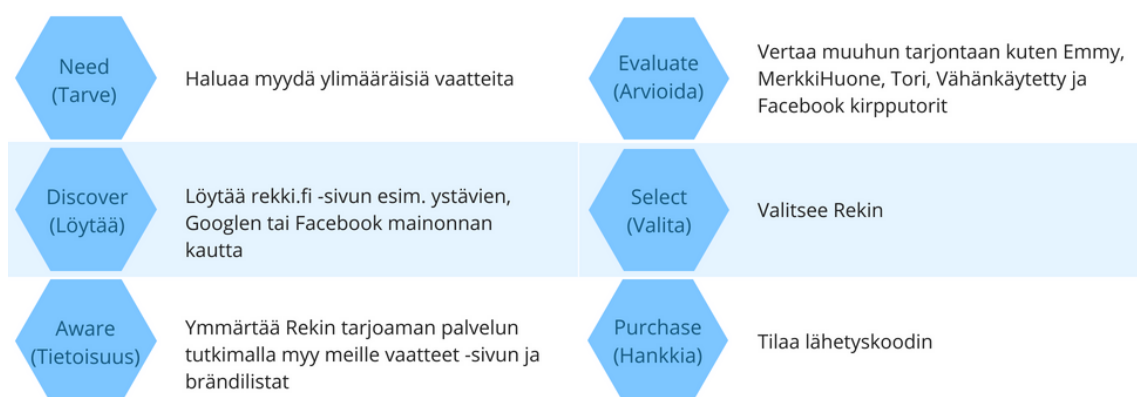 Need
(Tarve)
Haluaa myydä ylimääräisiä vaatteita
Discover
(Löytää)
Löytää rekki.fi -sivun esim. ystävien,
Googlen tai Facebook mainonnan
kautta
Aware
(Tietoisuus)
Ymmärtää Rekin tarjoaman palvelun
tutkimalla myy meille vaatteet -sivun ja
brändilistat
Evaluate
(Arvioida)
Vertaa muuhun tarjontaan kuten Emmy,
MerkkiHuone, Tori, Vähänkäytetty ja
Facebook kirpputorit
Select
(Valita)
Valitsee Rekin
Purchase
(Hankkia)
Tilaa lähetyskoodin